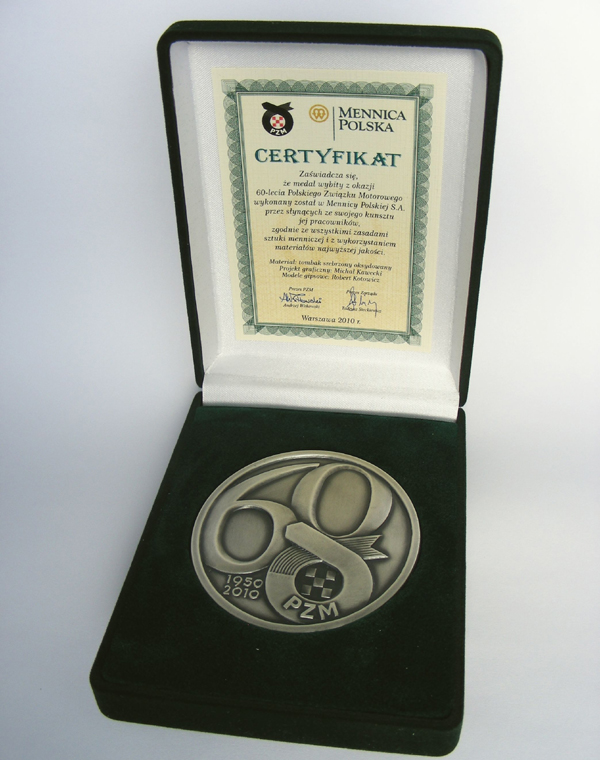 PZM
MENNICA
POLSKA
CERTYFIKAT
Zaświadcza się,
że medal wybity z okazji
60-lecia Polskiego Związku Motorowego
wykonany został w Mennicy Polskiej S.A.
przez słynących ze swojego kunsztu
jej pracowników,
zgodnie ze wszystkimi zasadami
sztuki menniczej i z wykorzystaniem
materiałów najwyższej jakości.
Materiał: tombak srebrzony oksydowany
Projekt graficzny: Michał Kawecki
Modele gipsowe: Robert Kotowicz
Prezes PZM
Prezes Zarządu
Andrzej Witkowski
Warszawa 2010 r.
60
1950
2010
PZM